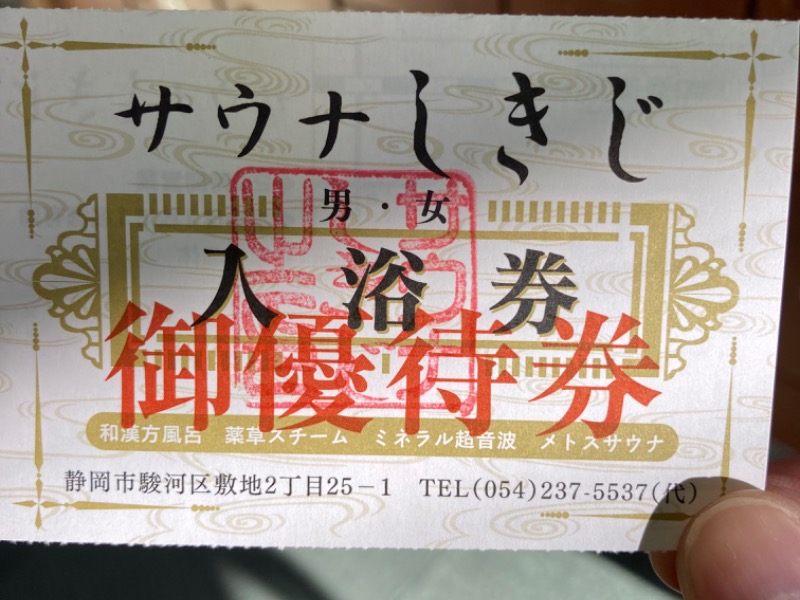 サウナしきじ
男・女
入浴券
御優待券
和漢方風呂 薬草スチーム ミネラル超音波 メトスサウナ
静岡市駿河区敷地2丁目25－1 TEL(054)237-5537(代)